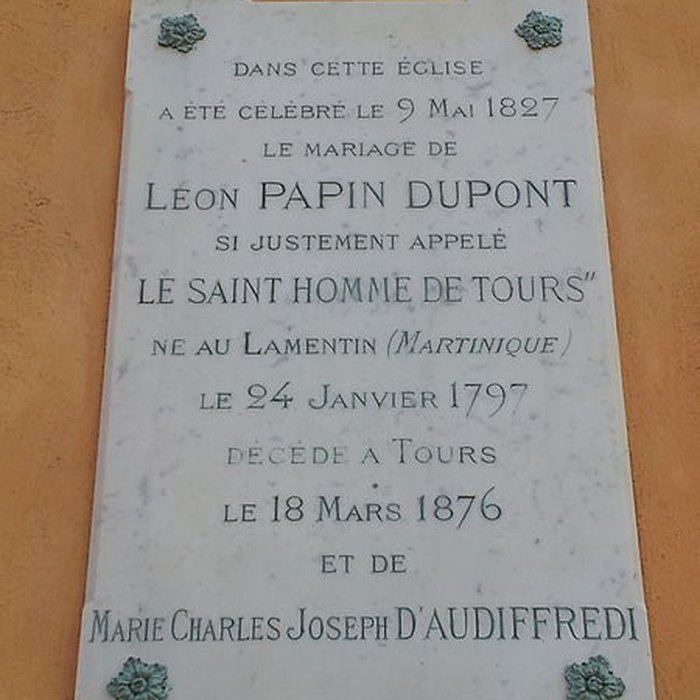 DANS CETTE ÉGLISE
A ÉTÉ CÉLÉBRÉ LE 9 MAI 1827
LE MARIAGE DE
LÉON PAPIN DUPONT
SI JUSTEMENT APPELÉ
LE SAINT HOMME DE TOURS"
NE AU LAMENTIN (MARTINIQUE)
LE 24 JANVIER 1797
DÉCÉDÉ A TOURS
LE 18 MARS 1876
ET DE
MARIE CHARLES JOSEPH D'AUDIFFREDI